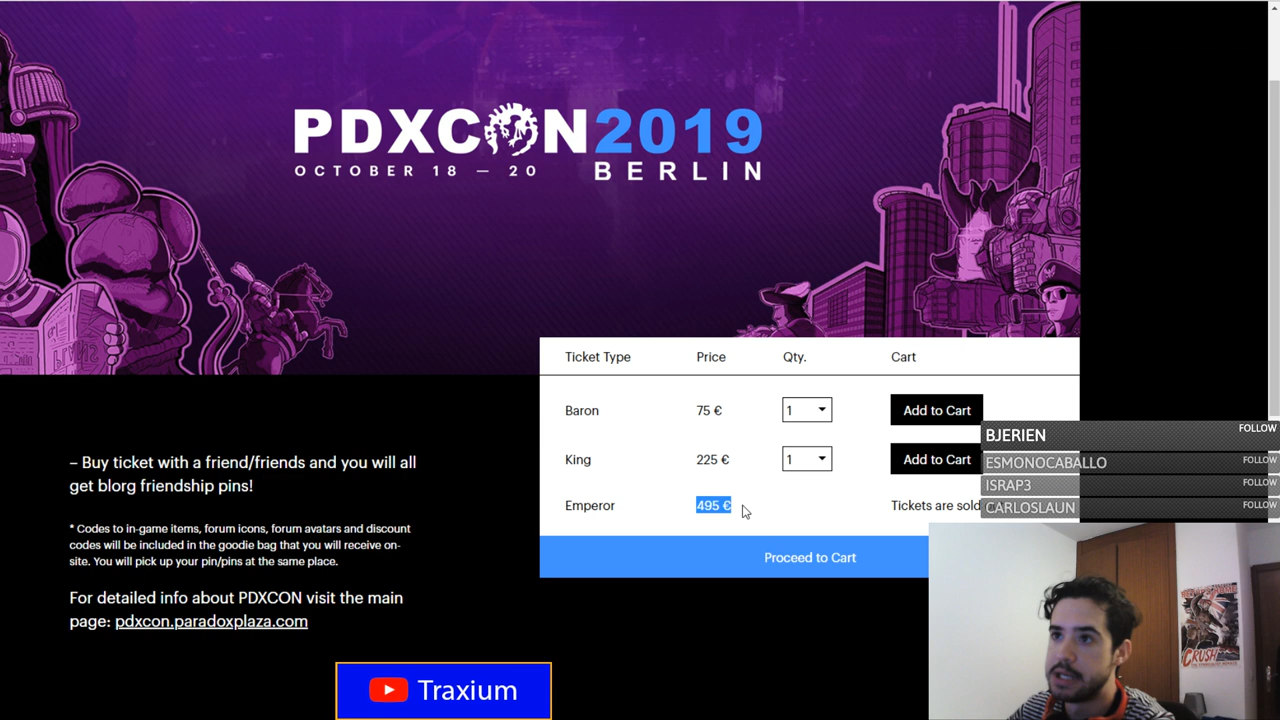 PDXCON2019
OCTOBER 18 — 20 BERLIN
Ticket Type Price Qty. Cart
Baron 75 € 1 Add to Cart
King 225 € 1 Add to Cart
Emperor 495 € Tickets are sold
Proceed to Cart
– Buy ticket with a friend/friends and you will all
get blorg friendship pins!
* Codes to in-game items, forum icons, forum avatars and discount
codes will be included in the goodie bag that you will receive on-
site. You will pick up your pin/pins at the same place.
For detailed info about PDXCON visit the main
page: pdxcon.paradoxplaza.com
BJERIEN FOLLOW
ESMONOCABALLO FOLLOW
ISRAP3 FOLLOW
CARLOSLAUN FOLLOW
Traxium
CRUSH